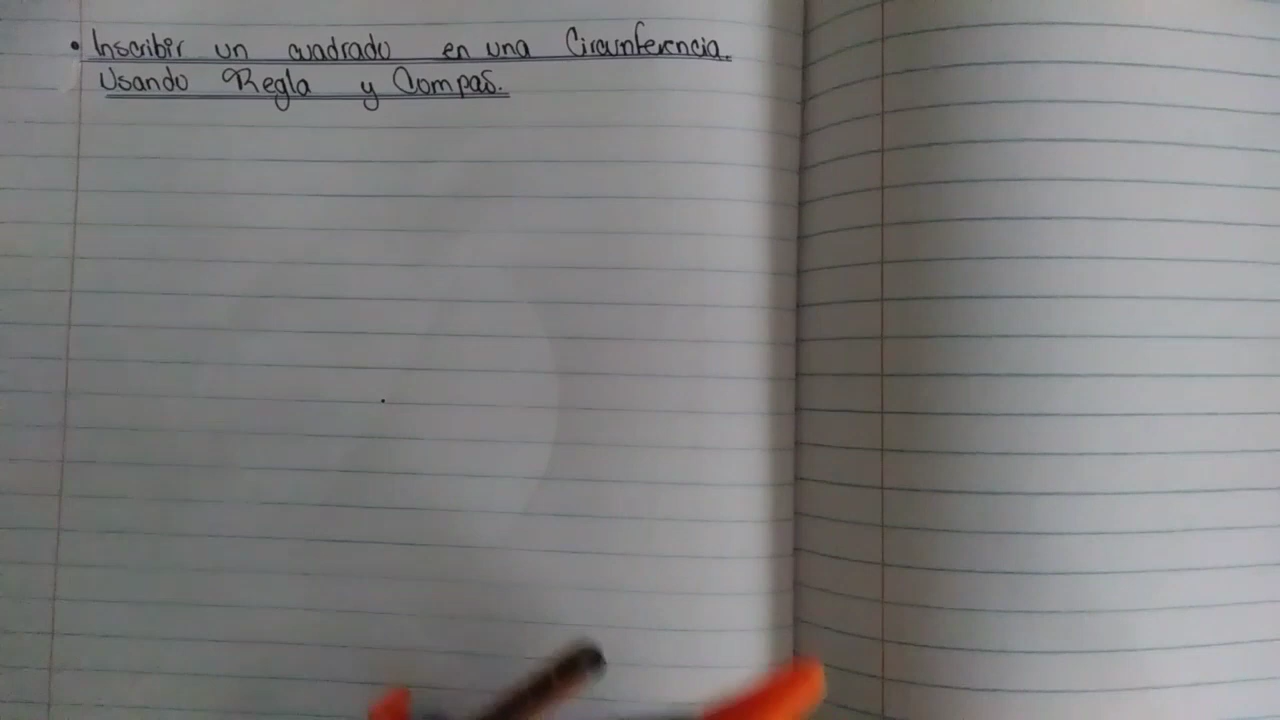 • Inscribir un cuadrado en una Circunferencia.
Usando Regla y Compas.